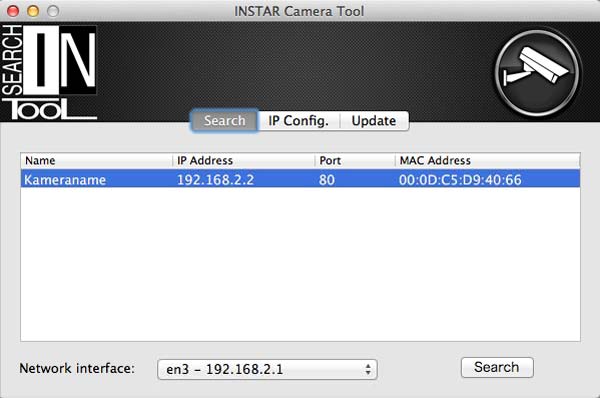 INSTAR Camera Tool
SEARCH IN
TOOL
Search IP Config. Update
Name IP Address Port MAC Address
Kameraname 192.168.2.2 80 00:0D:C5:D9:40:66
Network interface: en3 - 192.168.2.1 Search